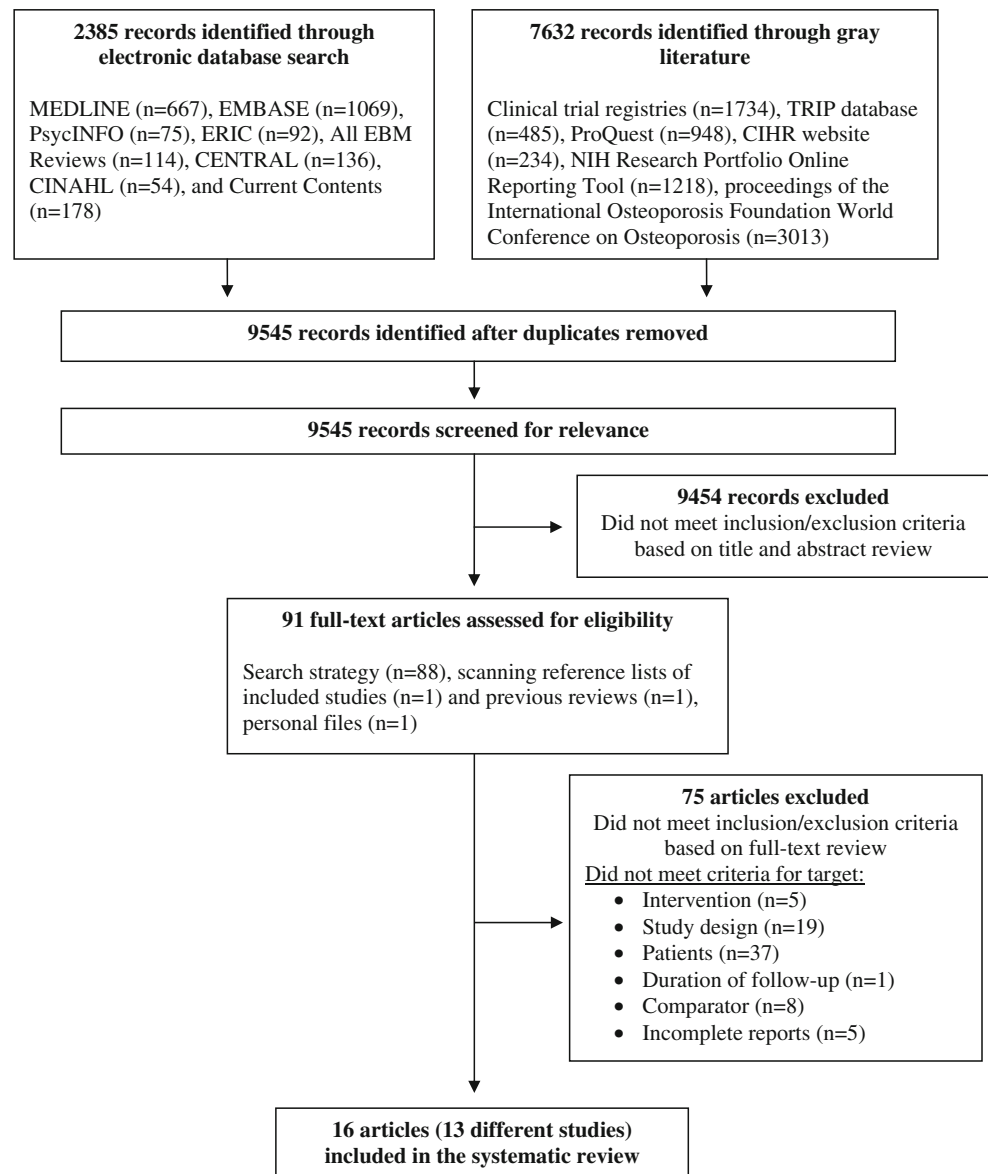 2385 records identified through
electronic database search
MEDLINE (n=667), EMBASE (n=1069),
PsycINFO (n=75), ERIC (n=92), All EBM
Reviews (n=114), CENTRAL (n=136),
CINAHL (n=54), and Current Contents
(n=178)
7632 records identified through gray
literature
Clinical trial registries (n=1734), TRIP database
(n=485), ProQuest (n=948), CIHR website
(n=234), NIH Research Portfolio Online
Reporting Tool (n=1218), proceedings of the
International Osteoporosis Foundation World
Conference on Osteoporosis (n=3013)
9545 records identified after duplicates removed
9545 records screened for relevance
9454 records excluded
Did not meet inclusion/exclusion criteria
based on title and abstract review
91 full-text articles assessed for eligibility
Search strategy (n=88), scanning reference lists of
included studies (n=1) and previous reviews (n=1),
personal files (n=1)
75 articles excluded
Did not meet inclusion/exclusion criteria
based on full-text review
Did not meet criteria for target:
• Intervention (n=5)
• Study design (n=19)
• Patients (n=37)
• Duration of follow-up (n=1)
• Comparator (n=8)
• Incomplete reports (n=5)
16 articles (13 different studies)
included in the systematic review